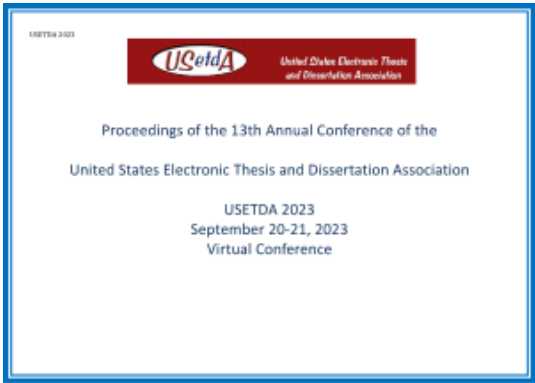 USETDA 2023
USetdA
United States Electronic Thesis
and Dissertation Association
Proceedings of the 13th Annual Conference of the
United States Electronic Thesis and Dissertation Association
USETDA 2023
September 20-21, 2023
Virtual Conference